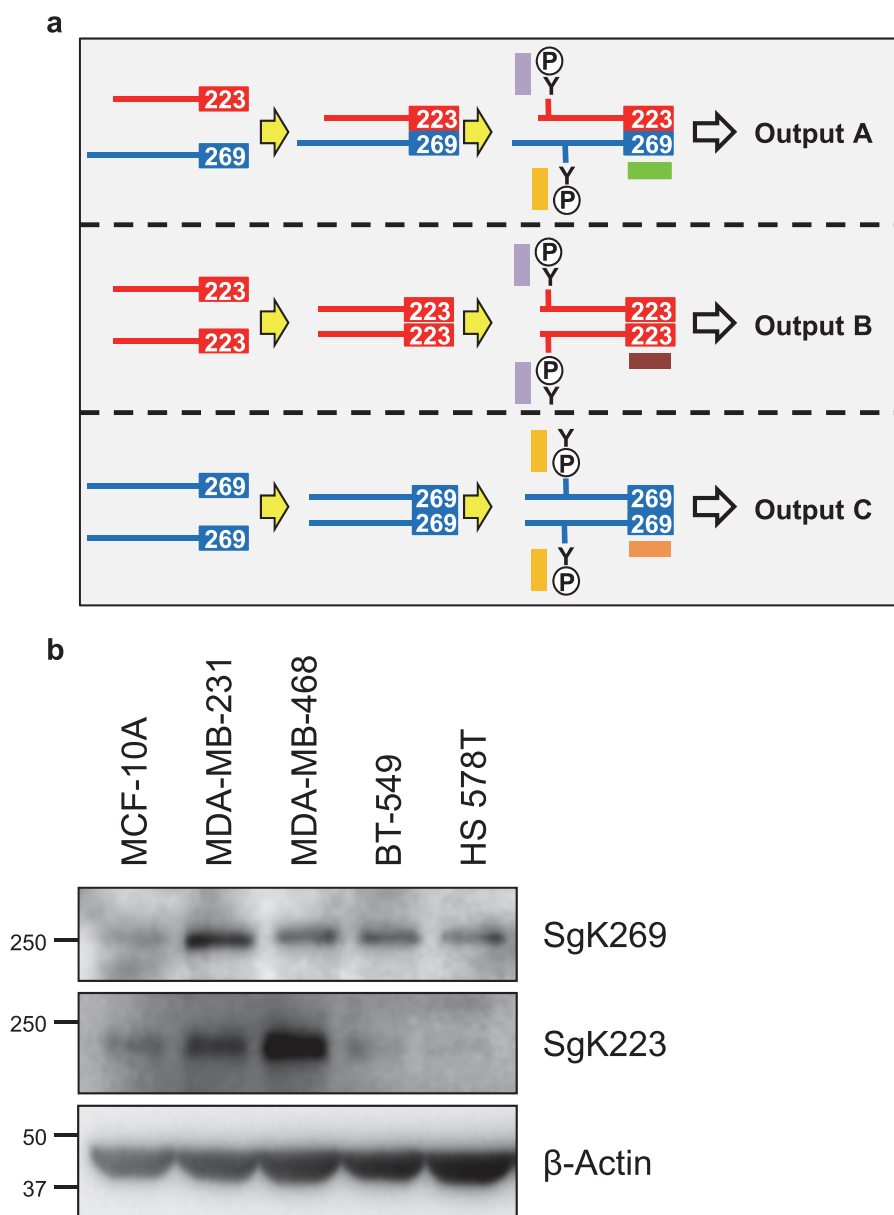 a
P
Y
223
223
223
269
269
269
Output A
Y
P
P
Y
223
223
223
223
223
223
Output B
P
Y
Y
P
269
269
269
269
269
269
Output C
Y
P
b
MCF-10A
MDA-MB-231
MDA-MB-468
BT-549
HS 578T
250
SgK269
250
SgK223
50
β-Actin
37